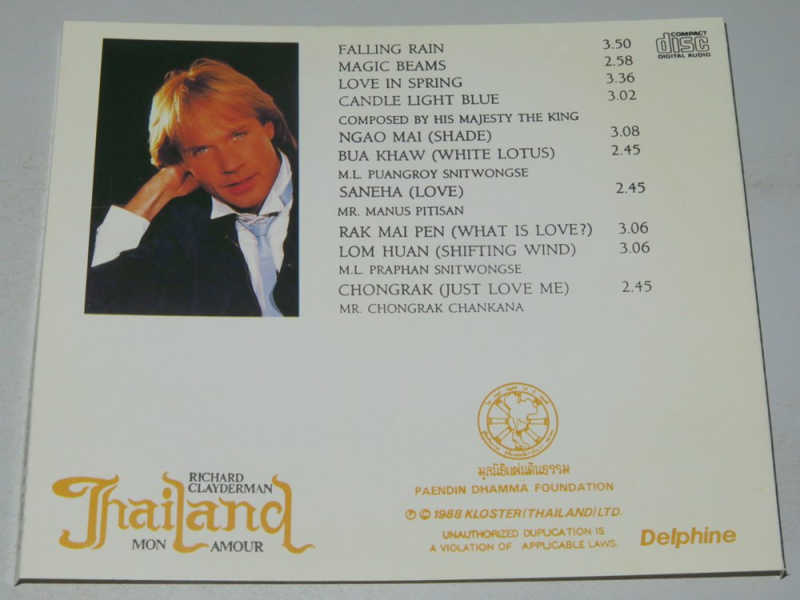 FALLING RAIN 3.50
MAGIC BEAMS 2.58
LOVE IN SPRING 3.36
CANDLE LIGHT BLUE 3.02
COMPOSED BY HIS MAJESTY THE KING
NGAO MAI (SHADE) 3.08
BUA KHAW (WHITE LOTUS) 2.45
M.L. PUANGROY SNITWONGSE
SANEHA (LOVE) 2.45
MR. MANUS PITISAN
RAK MAI PEN (WHAT IS LOVE?) 3.06
LOM HUAN (SHIFTING WIND) 3.06
M.L. PRAPHAN SNITWONGSE
CHONGRAK (JUST LOVE ME) 2.45
MR. CHONGRAK CHANKANA
COMPACT
disc
DIGITAL AUDIO
RICHARD
CLAYDERMAN
Thailand
MON AMOUR
มูลนิธิแผ่นดินธรรม
PAENDIN DHAMMA FOUNDATION
℗ © 1988 KLOSTER (THAILAND) LTD.
UNAUTHORIZED DUPLICATION IS
A VIOLATION OF APPLICABLE LAWS.
Delphine